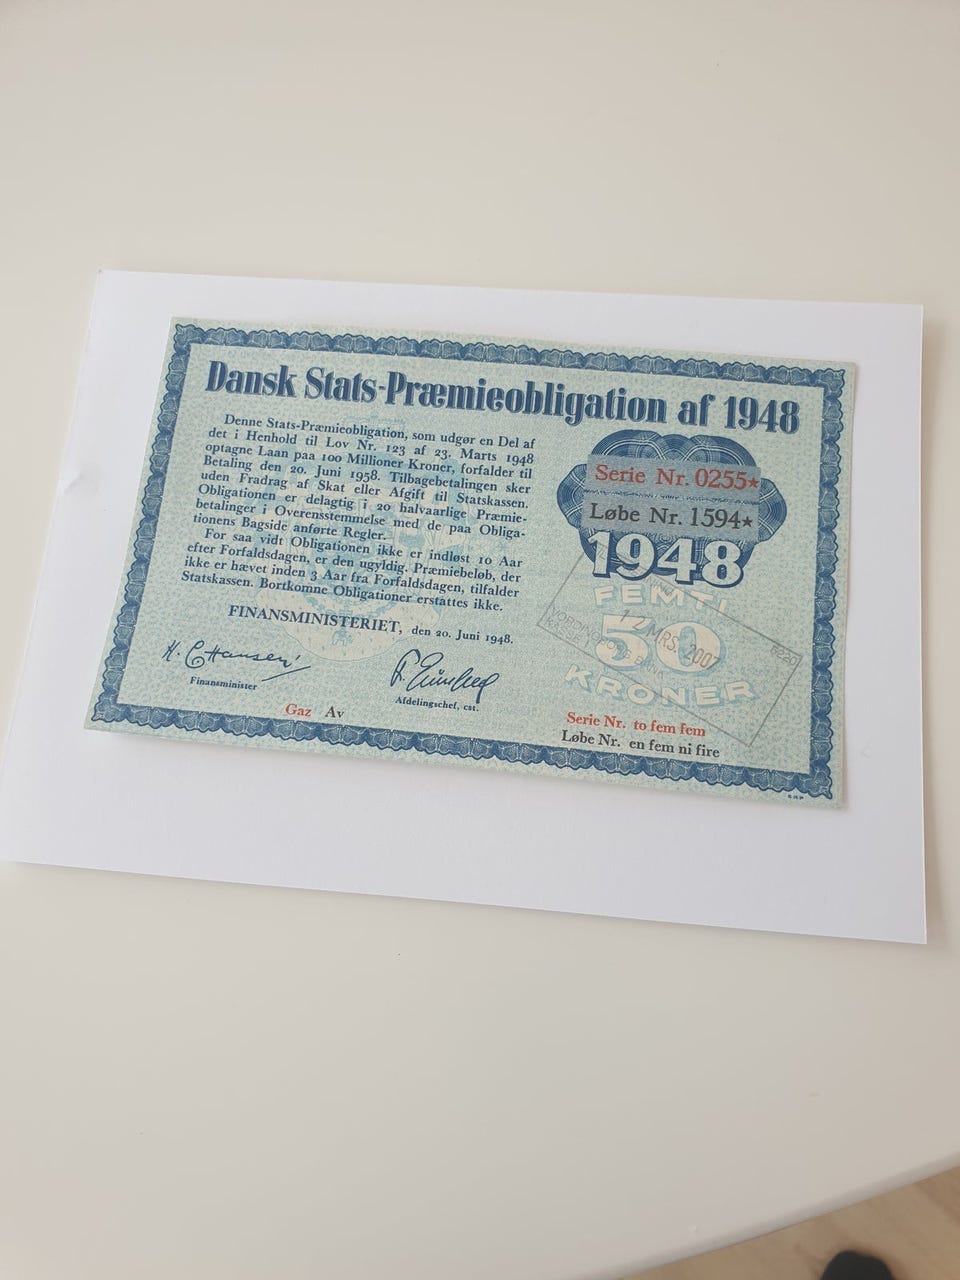 Dansk Stats-Præmieobligation af 1948
Denne Stats-Præmieobligation, som udgør en Del af
det i Henhold til Lov Nr. 123 af 23. Marts 1948
optagne Laan paa 100 Millioner Kroner, forfalder til
Betaling den 20. Juni 1958. Tilbagebetalingen sker
uden Fradrag af Skat eller Afgift til Statskassen.
Obligationen er delagtig i 20 halvaarlige Præmie-
betalinger i Overensstemmelse med de paa Obliga-
tionens Bagside anførte Regler.
For saa vidt Obligationen ikke er indløst 10 Aar
efter Forfaldsdagen, er den ugyldig. Præmiebeløb, der
ikke er hævet inden 3 Aar fra Forfaldsdagen, tilfalder
Statskassen. Bortkomne Obligationer erstattes ikke.
FINANSMINISTERIET, den 20. Juni 1948.
H. C Hansen
Finansminister
Afdelingschef, cst.
Gaz Av
Serie Nr. 0255★
Løbe Nr. 1594★
1948
FEMTI
50
KRONER
12 MRS. 2007
Serie Nr. to fem fem
Løbe Nr. en fem ni fire